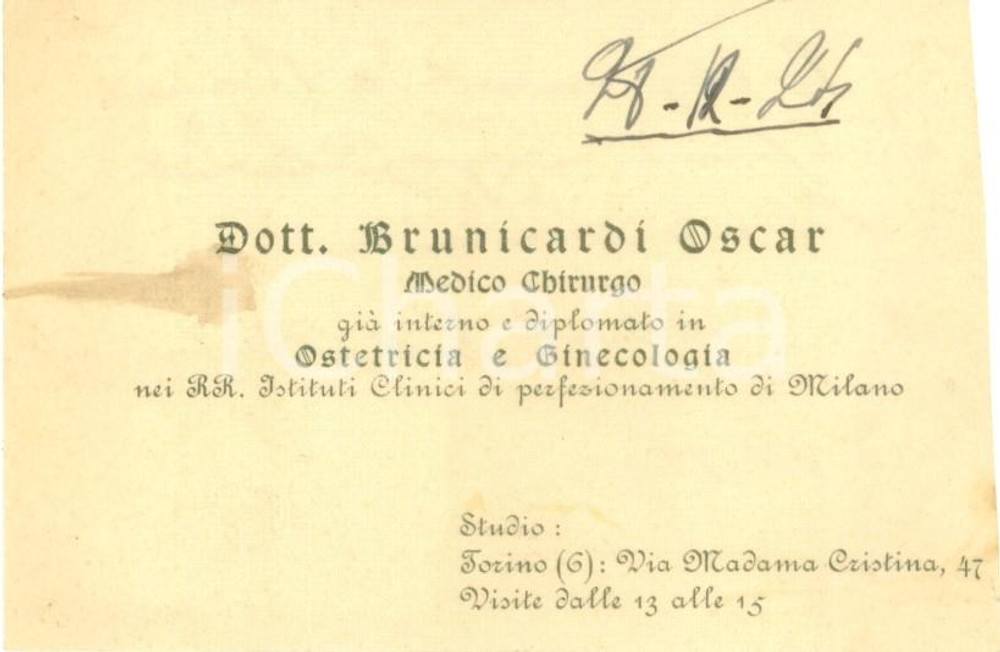 Dott. Brunicardi Oscar
Medico Chirurgo
già interno e diplomato in
Ostetricia e Ginecologia
nei RR. Istituti Clinici di perfezionamento di Milano
iCharta
Studio :
Torino (6) : Via Madama Cristina, 47
Visite dalle 13 alle 15